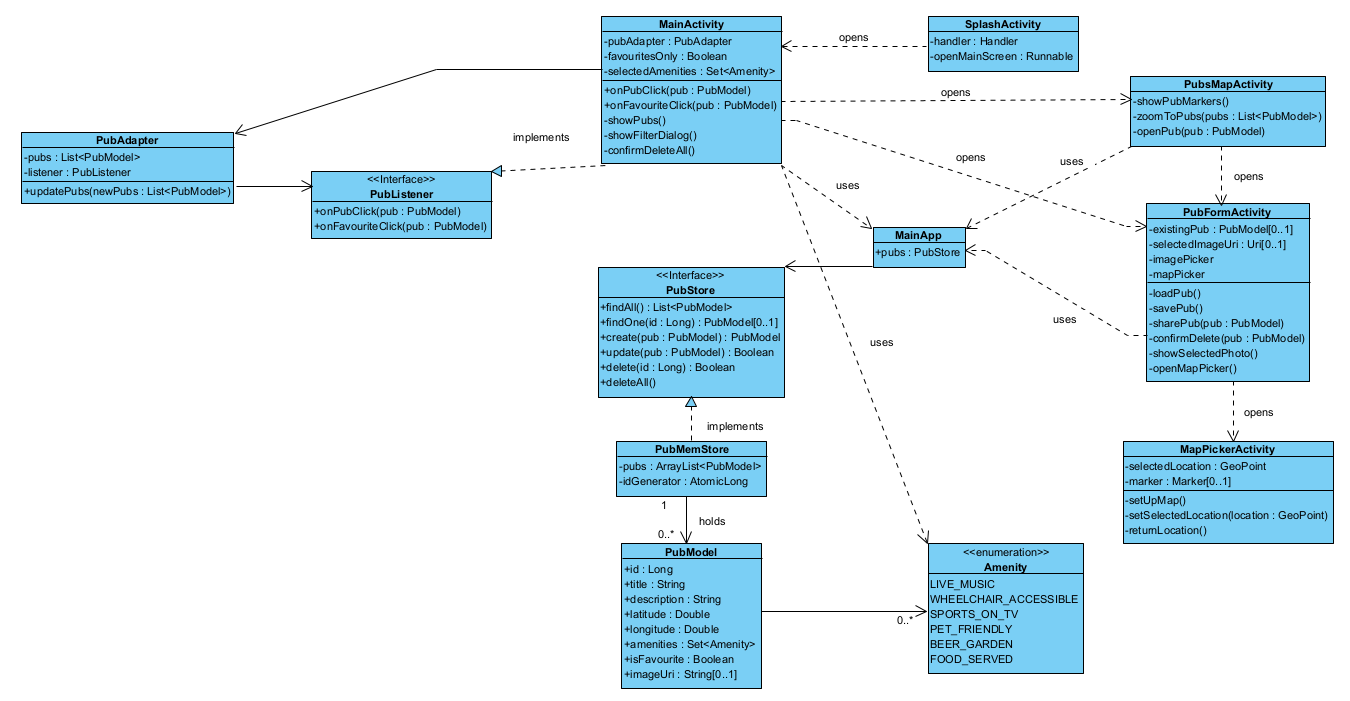 MainActivity
-pubAdapter : PubAdapter
-favouritesOnly : Boolean
-selectedAmenities : Set<Amenity>
+onPubClick(pub : PubModel)
+onFavouriteClick(pub : PubModel)
-showPubs()
-showFilterDialog()
-confirmDeleteAll()
opens
SplashActivity
-handler : Handler
-openMainScreen : Runnable
opens
PubsMapActivity
-showPubMarkers()
-zoomToPubs(pubs : List<PubModel>)
-openPub(pub : PubModel)
PubAdapter
-pubs : List<PubModel>
-listener : PubListener
+updatePubs(newPubs : List<PubModel>)
implements
<<Interface>>
PubListener
+onPubClick(pub : PubModel)
+onFavouriteClick(pub : PubModel)
opens
uses
uses
opens
MainApp
+pubs : PubStore
PubFormActivity
-existingPub : PubModel[0..1]
-selectedImageUri : Uri[0..1]
-imagePicker
-mapPicker
-loadPub()
-savePub()
-sharePub(pub : PubModel)
-confirmDelete(pub : PubModel)
-showSelectedPhoto()
-openMapPicker()
<<Interface>>
PubStore
+findAll() : List<PubModel>
+findOne(id : Long) : PubModel[0..1]
+create(pub : PubModel) : PubModel
+update(pub : PubModel) : Boolean
+delete(id : Long) : Boolean
+deleteAll()
uses
uses
implements
opens
PubMemStore
-pubs : ArrayList<PubModel>
-idGenerator : AtomicLong
MapPickerActivity
-selectedLocation : GeoPoint
-marker : Marker[0..1]
-setUpMap()
-setSelectedLocation(location : GeoPoint)
-returnLocation()
1
holds
0..*
PubModel
+id : Long
+title : String
+description : String
+latitude : Double
+longitude : Double
+amenities : Set<Amenity>
+isFavourite : Boolean
+imageUri : String[0..1]
0..*
<<enumeration>>
Amenity
LIVE_MUSIC
WHEELCHAIR_ACCESSIBLE
SPORTS_ON_TV
PET_FRIENDLY
BEER_GARDEN
FOOD_SERVED